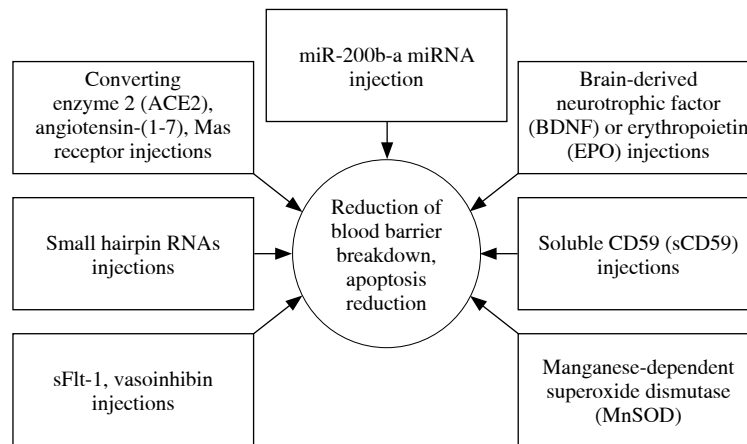 miR-200b-a miRNA
injection
Converting
enzyme 2 (ACE2),
angiotensin-(1-7), Mas
receptor injections
Brain-derived
neurotrophic factor
(BDNF) or erythropoietin
(EPO) injections
Small hairpin RNAs
injections
Reduction of
blood barrier
breakdown,
apoptosis
reduction
Soluble CD59 (sCD59)
injections
sFlt-1, vasoinhibin
injections
Manganese-dependent
superoxide dismutase
(MnSOD)